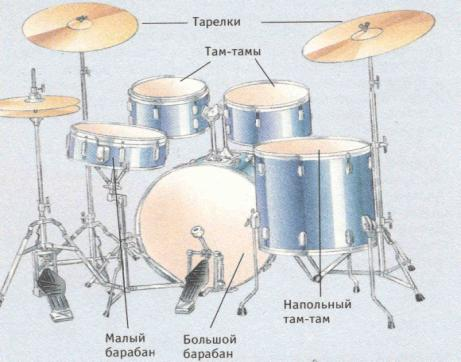 Тарелки
Там-тамы
Напольный
там-там
Малый
барабан
Большой
барабан